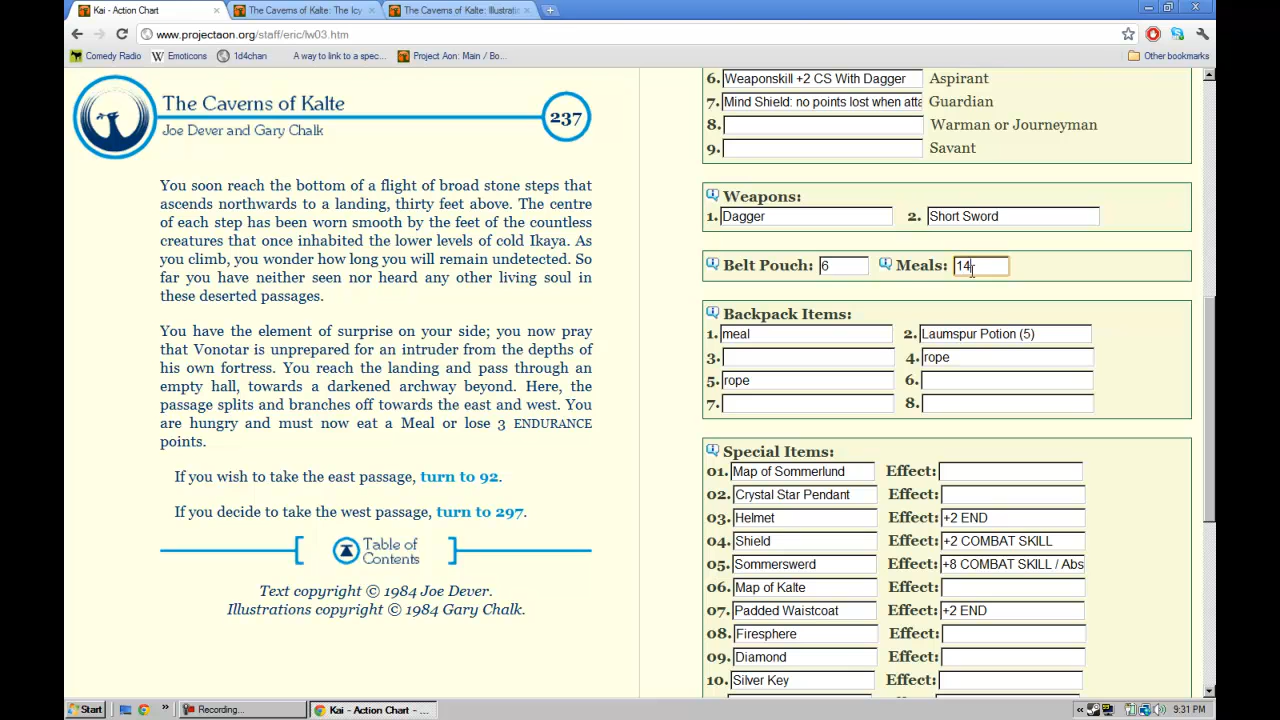 Kai - Action Chart
The Caverns of Kalte: The Icy
The Caverns of Kalte: Illustratin
www.projectaon.org/staff/eric/lw03.htm
Comedy Radio
Emoticons
1d4chan
A way to link to a spec...
Project Aon: Main / Bo...
Other bookmarks
The Caverns of Kalte
Joe Dever and Gary Chalk
237
You soon reach the bottom of a flight of broad stone steps that
ascends northwards to a landing, thirty feet above. The centre
of each step has been worn smooth by the feet of the countless
creatures that once inhabited the lower levels of cold Ikaya. As
you climb, you wonder how long you will remain undetected. So
far you have neither seen nor heard any other living soul in
these deserted passages.
You have the element of surprise on your side; you now pray
that Vonotar is unprepared for an intruder from the depths of
his own fortress. You reach the landing and pass through an
empty hall, towards a darkened archway beyond. Here, the
passage splits and branches off towards the east and west. You
are hungry and must now eat a Meal or lose 3 ENDURANCE
points.
If you wish to take the east passage, turn to 92.
If you decide to take the west passage, turn to 297.
Table of
Contents
Text copyright © 1984 Joe Dever.
Illustrations copyright © 1984 Gary Chalk.
6. Weaponskill +2 CS With Dagger Aspirant
7. Mind Shield: no points lost when atta Guardian
8. Warman or Journeyman
9. Savant
Weapons:
1. Dagger 2. Short Sword
Belt Pouch: 6 Meals: 14
Backpack Items:
1. meal 2. Laumspur Potion (5)
3. 4. rope
5. rope 6.
7. 8.
Special Items:
01. Map of Sommerlund Effect:
02. Crystal Star Pendant Effect:
03. Helmet Effect: +2 END
04. Shield Effect: +2 COMBAT SKILL
05. Sommerswerd Effect: +8 COMBAT SKILL / Abs
06. Map of Kalte Effect:
07. Padded Waistcoat Effect: +2 END
08. Firesphere Effect:
09. Diamond Effect:
10. Silver Key Effect:
Start
Recording...
Kai - Action Chart - ...
9:31 PM